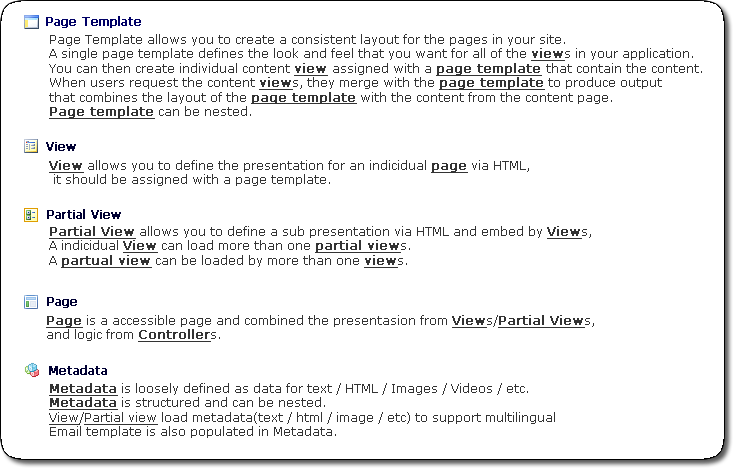 Page Template
Page Template allows you to create a consistent layout for the pages in your site.
A single page template defines the look and feel that you want for all of the views in your application.
You can then create individual content view assigned with a page template that contain the content.
When users request the content views, they merge with the page template to produce output
that combines the layout of the page template with the content from the content page.
Page template can be nested.
View
View allows you to define the presentation for an indicidual page via HTML,
it should be assigned with a page template.
Partial View
Partial View allows you to define a sub presentation via HTML and embed by Views,
A indicidual View can load more than one partial views.
A partual view can be loaded by more than one views.
Page
Page is a accessible page and combined the presentasion from Views/Partial Views,
and logic from Controllers.
Metadata
Metadata is loosely defined as data for text / HTML / Images / Videos / etc.
Metadata is structured and can be nested.
View/Partial view load metadata(text / html / image / etc) to support multilingual
Email template is also populated in Metadata.